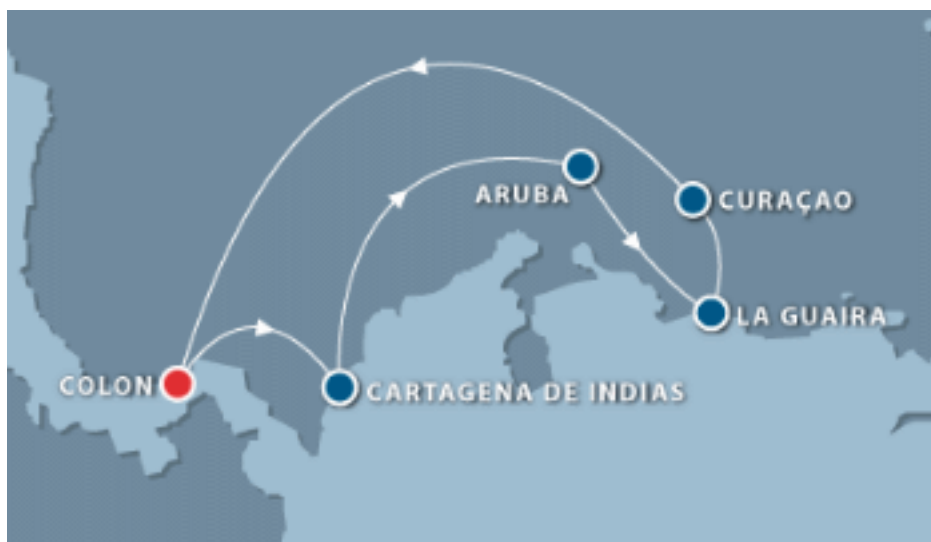 ARUBA
CURAÇAO
LA GUAIRA
COLON
CARTAGENA DE INDIAS